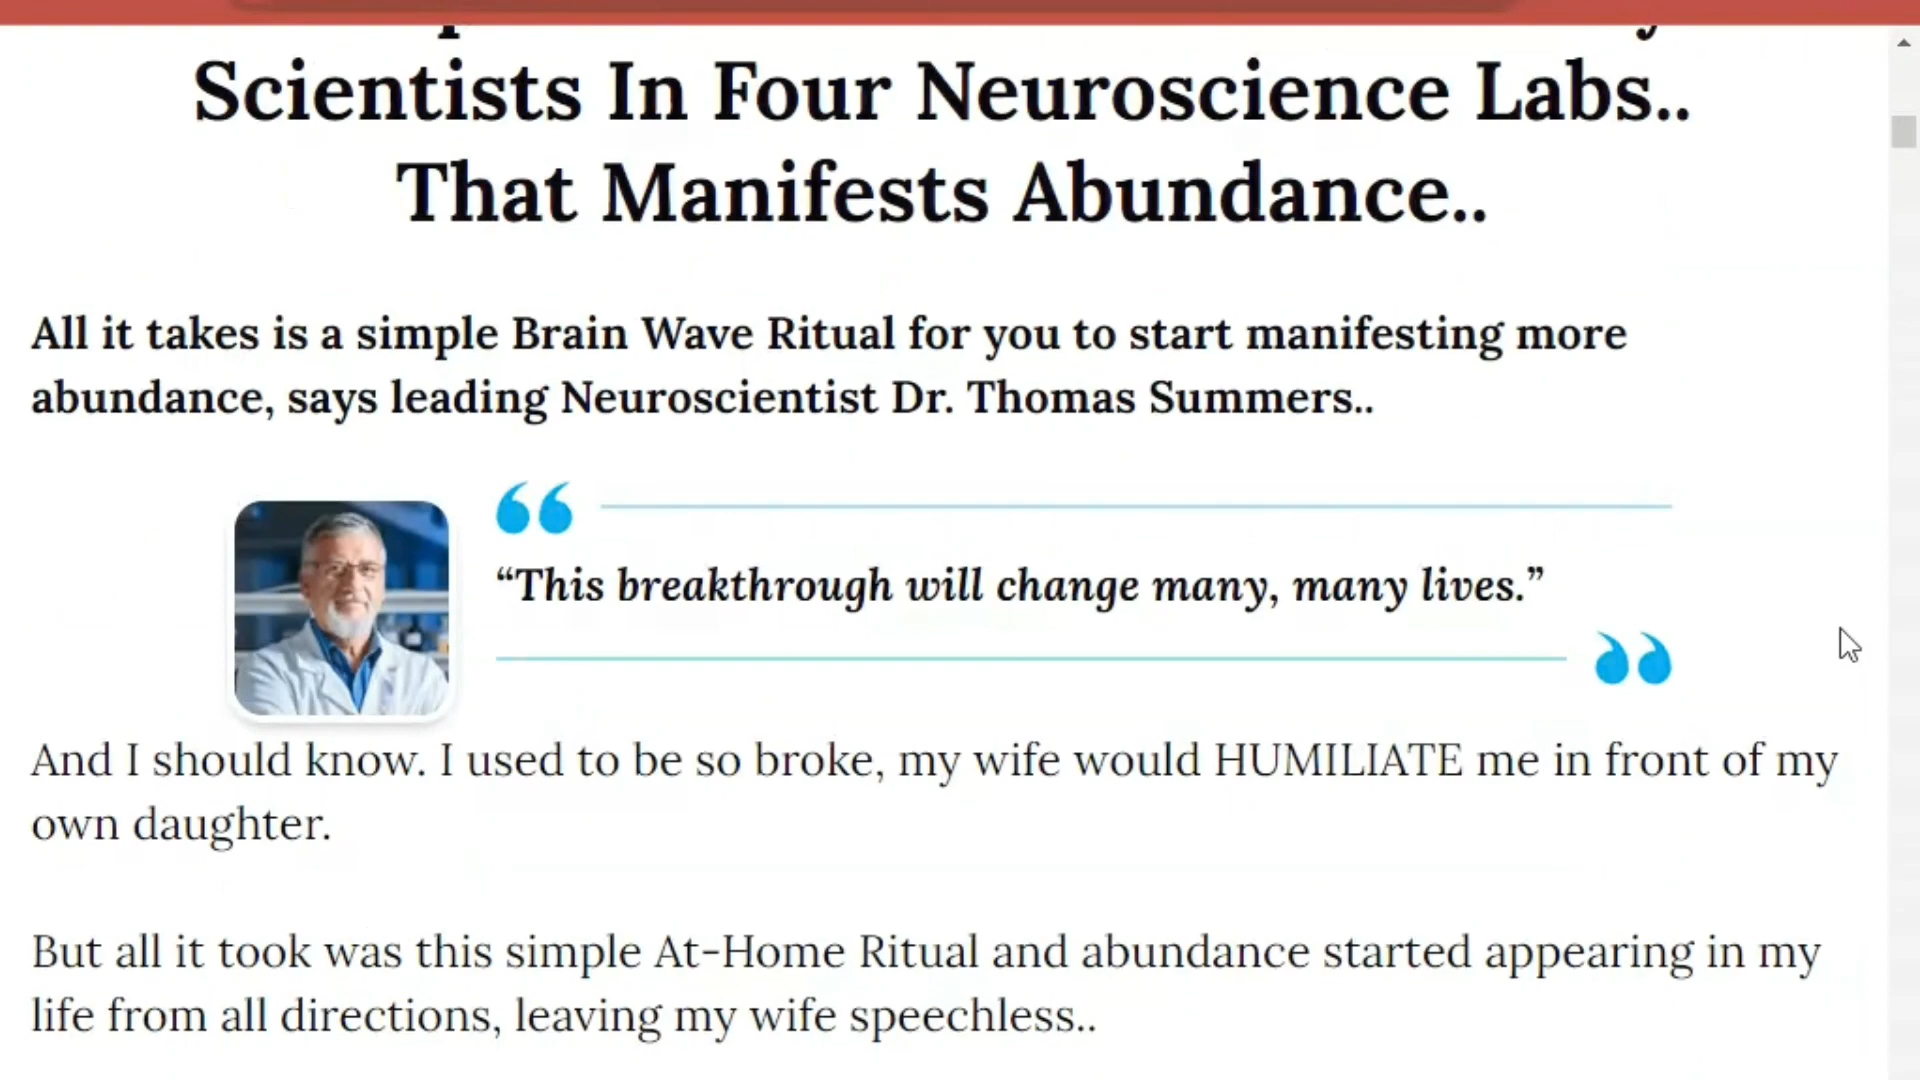 Scientists In Four Neuroscience Labs..
That Manifests Abundance..
All it takes is a simple Brain Wave Ritual for you to start manifesting more
abundance, says leading Neuroscientist Dr. Thomas Summers..
“This breakthrough will change many, many lives.”
And I should know. I used to be so broke, my wife would HUMILIATE me in front of my
own daughter.
But all it took was this simple At-Home Ritual and abundance started appearing in my
life from all directions, leaving my wife speechless..